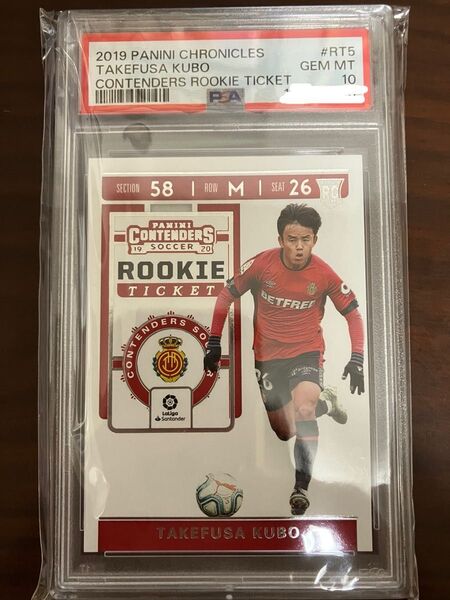 2019 PANINI CHRONICLES #RT5
TAKEFUSA KUBO GEM MT
CONTENDERS ROOKIE TICKET 10
PSA
SECTION 58 | ROW M | SEAT 26
RC
PANINI
CONTENDERS
19 SOCCER 20
ROOKIE
TICKET
CONTENDERS SOCCER
LaLiga
Santander
BETFRED
26
TAKEFUSA KUBO